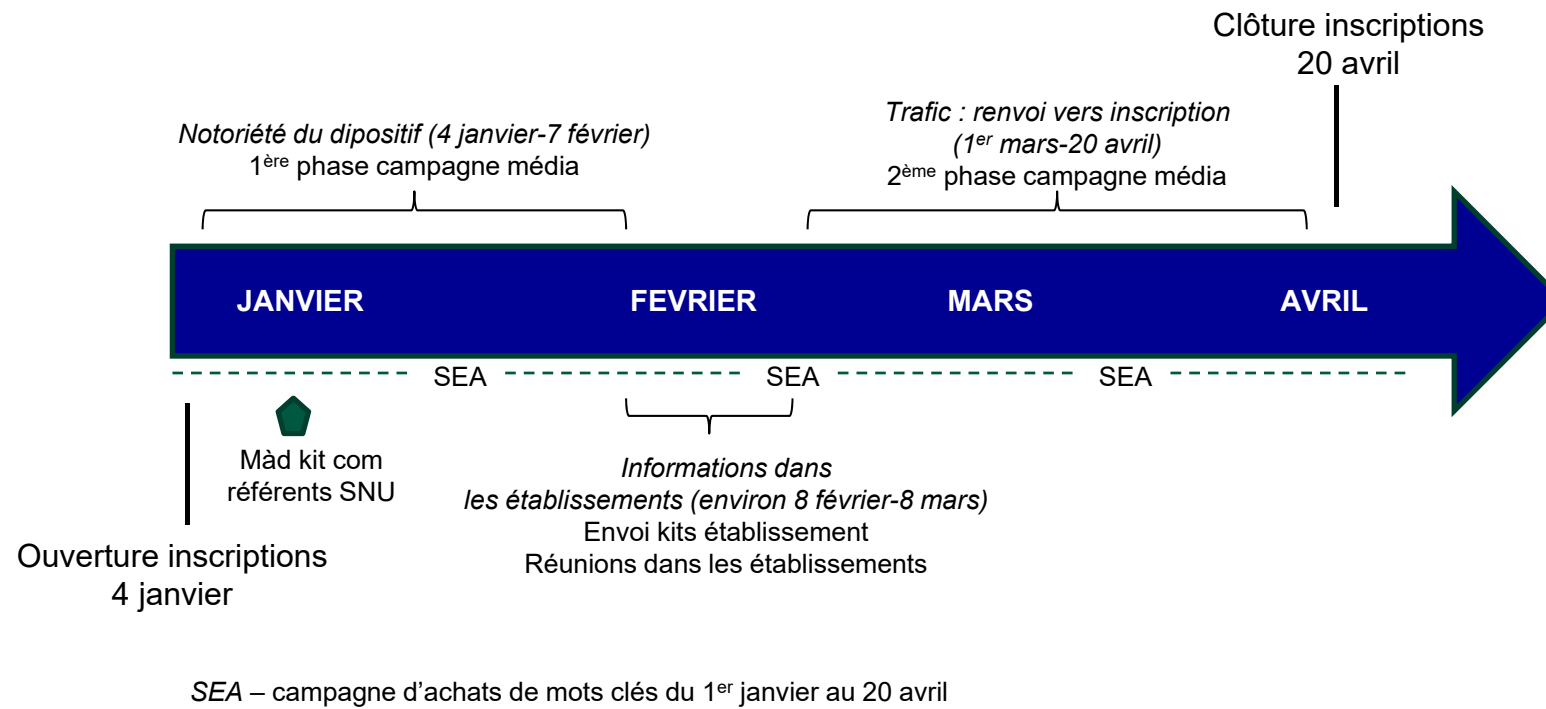 Clôture inscriptions
20 avril
Notoriété du dipositif (4 janvier-7 février)
1ère phase campagne média
Trafic : renvoi vers inscription
(1er mars-20 avril)
2ème phase campagne média
JANVIER
FEVRIER
MARS
AVRIL
SEA
SEA
SEA
Màd kit com
référents SNU
Informations dans
les établissements (environ 8 février-8 mars)
Envoi kits établissement
Réunions dans les établissements
Ouverture inscriptions
4 janvier
SEA – campagne d’achats de mots clés du 1er janvier au 20 avril